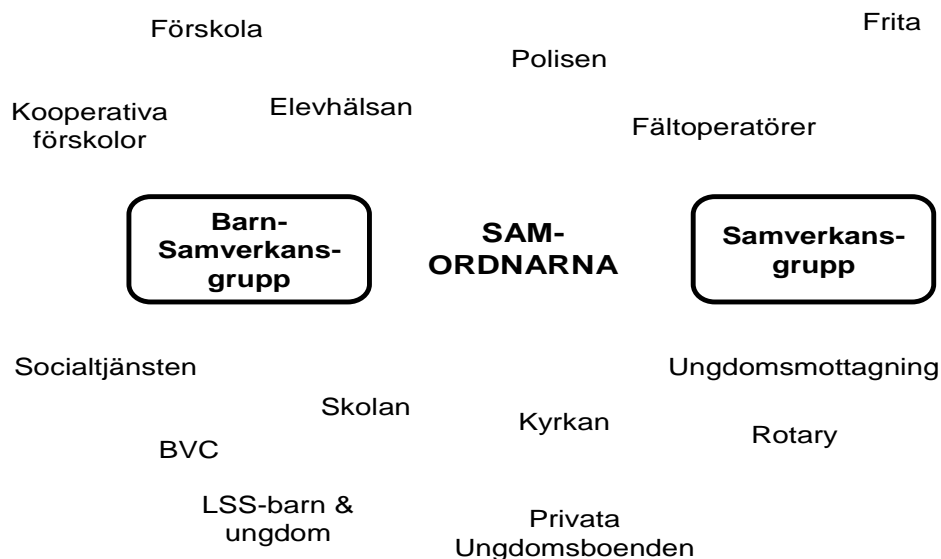 Frita
Förskola
Polisen
Kooperativa
förskolor
Elevhälsan
Fältoperatörer
Barn-
Samverkans-
grupp
SAM-
ORDNARNA
Samverkans-
grupp
Socialtjänsten
Ungdomsmottagning
Skolan
Kyrkan
Rotary
BVC
LSS-barn &
ungdom
Privata
Ungdomsboenden